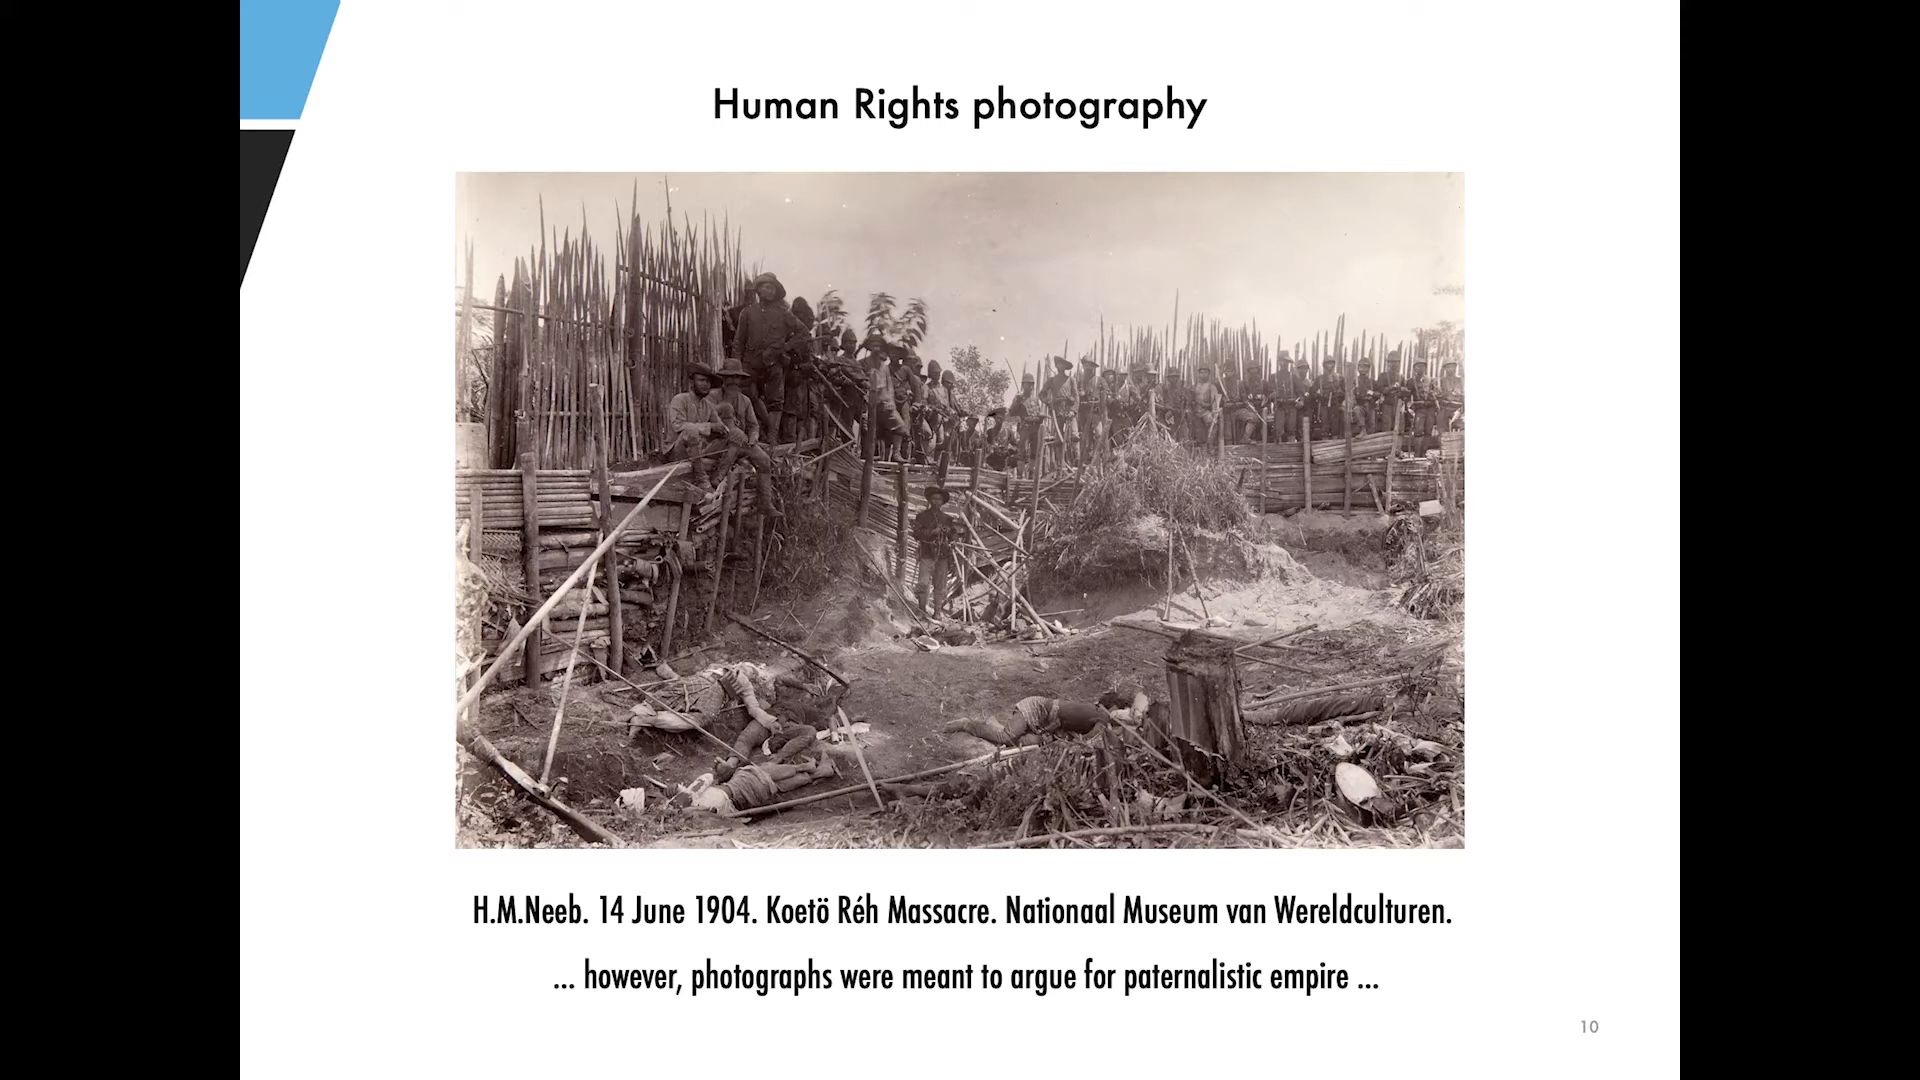 Human Rights photography
H.M.Neeb. 14 June 1904. Koetö Réh Massacre. Nationaal Museum van Wereldculturen.
... however, photographs were meant to argue for paternalistic empire ...
10